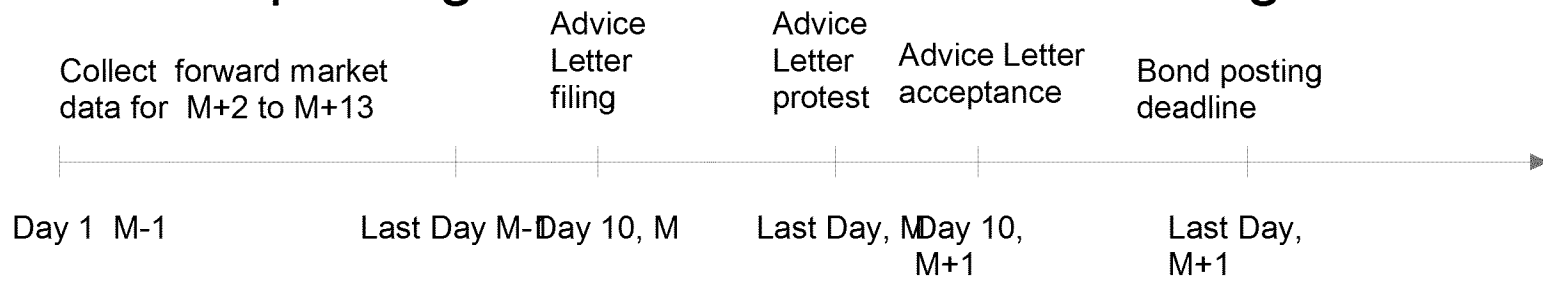 Collect forward market
data for M+2 to M+13
Advice
Letter
filing
Advice
Letter
protest
Advice Letter
acceptance
Bond posting
deadline
Day 1 M-1
Last Day M-1
Day 10, M
Last Day, M
Day 10,
M+1
Last Day,
M+1